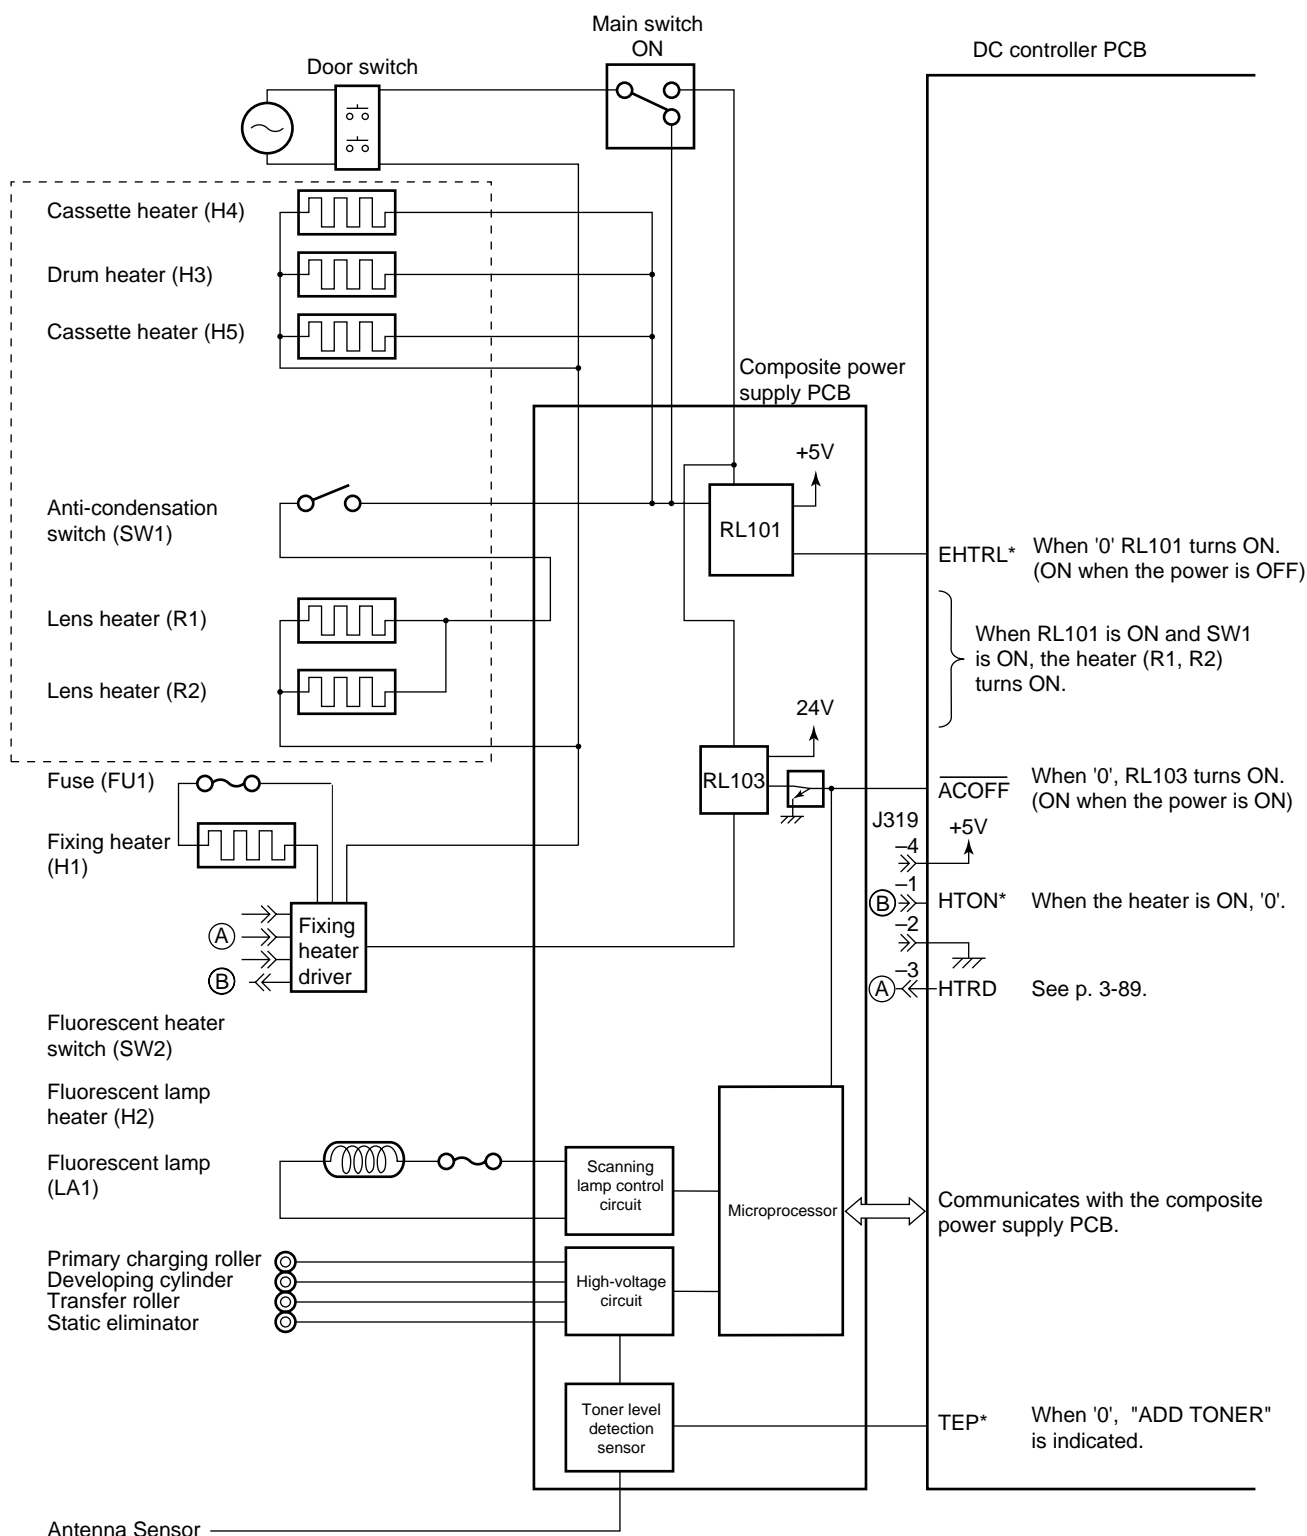 Main switch
ON
DC controller PCB
Door switch
Cassette heater (H4)
Drum heater (H3)
Cassette heater (H5)
Composite power
supply PCB
+5V
Anti-condensation
switch (SW1)
RL101
EHTRL*
When '0' RL101 turns ON.
(ON when the power is OFF)
Lens heater (R1)
When RL101 is ON and SW1
is ON, the heater (R1, R2)
turns ON.
Lens heater (R2)
24V
Fuse (FU1)
RL103
ACOFF
When '0', RL103 turns ON.
(ON when the power is ON)
J319
+5V
Fixing heater
(H1)
–4
–1
B
HTON*
When the heater is ON, '0'.
–2
A
B
Fixing
heater
driver
–3
A
HTRD
See p. 3-89.
Fluorescent heater
switch (SW2)
Fluorescent lamp
heater (H2)
Fluorescent lamp
(LA1)
Scanning
lamp control
circuit
Microprocessor
Communicates with the composite
power supply PCB.
Primary charging roller
Developing cylinder
Transfer roller
Static eliminator
High-voltage
circuit
Toner level
detection
sensor
TEP*
When '0', "ADD TONER"
is indicated.
Antenna Sensor